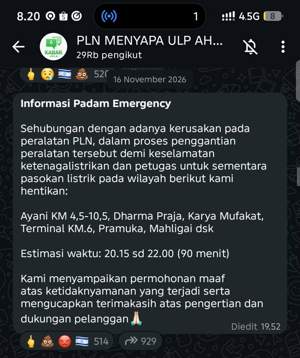 8.20
1
4.5G
8
PLN MENYAPA ULP AH...
29Rb pengikut
KABAR
520
16 November 2026
Informasi Padam Emergency
Sehubungan dengan adanya kerusakan pada
peralatan PLN, dalam proses penggantian
peralatan tersebut demi keselamatan
ketenagalistrikan dan petugas untuk sementara
pasokan listrik pada wilayah berikut kami
hentikan:
Ayani KM 4,5-10,5, Dharma Praja, Karya Mufakat,
Terminal KM.6, Pramuka, Mahligai dsk
Estimasi waktu: 20.15 sd 22.00 (90 menit)
Kami menyampaikan permohonan maaf
atas ketidaknyamanan yang terjadi serta
mengucapkan terimakasih atas pengertian dan
dukungan pelanggan🙏🏻
Diedit 19.52
514
929